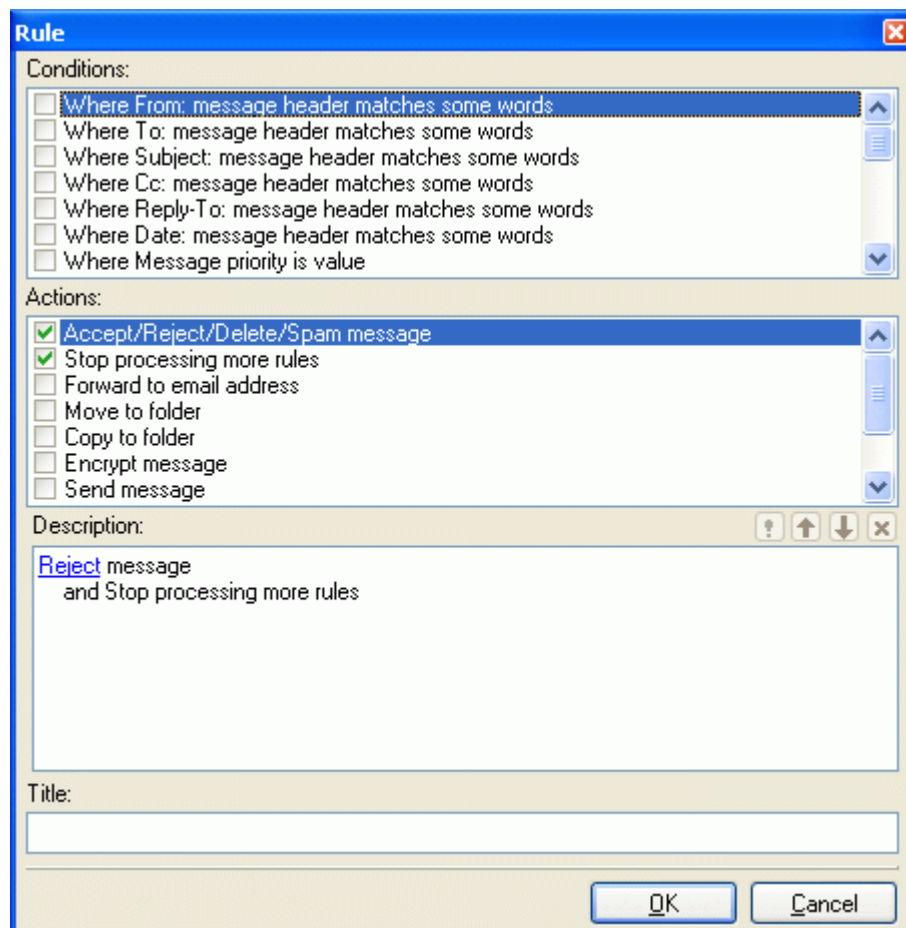 Rule
Conditions:
Where From: message header matches some words
Where To: message header matches some words
Where Subject: message header matches some words
Where Cc: message header matches some words
Where Reply-To: message header matches some words
Where Date: message header matches some words
Where Message priority is value
Actions:
Accept/Reject/Delete/Spam message
Stop processing more rules
Forward to email address
Move to folder
Copy to folder
Encrypt message
Send message
Description:
Reject message
and Stop processing more rules
Title:
OK Cancel